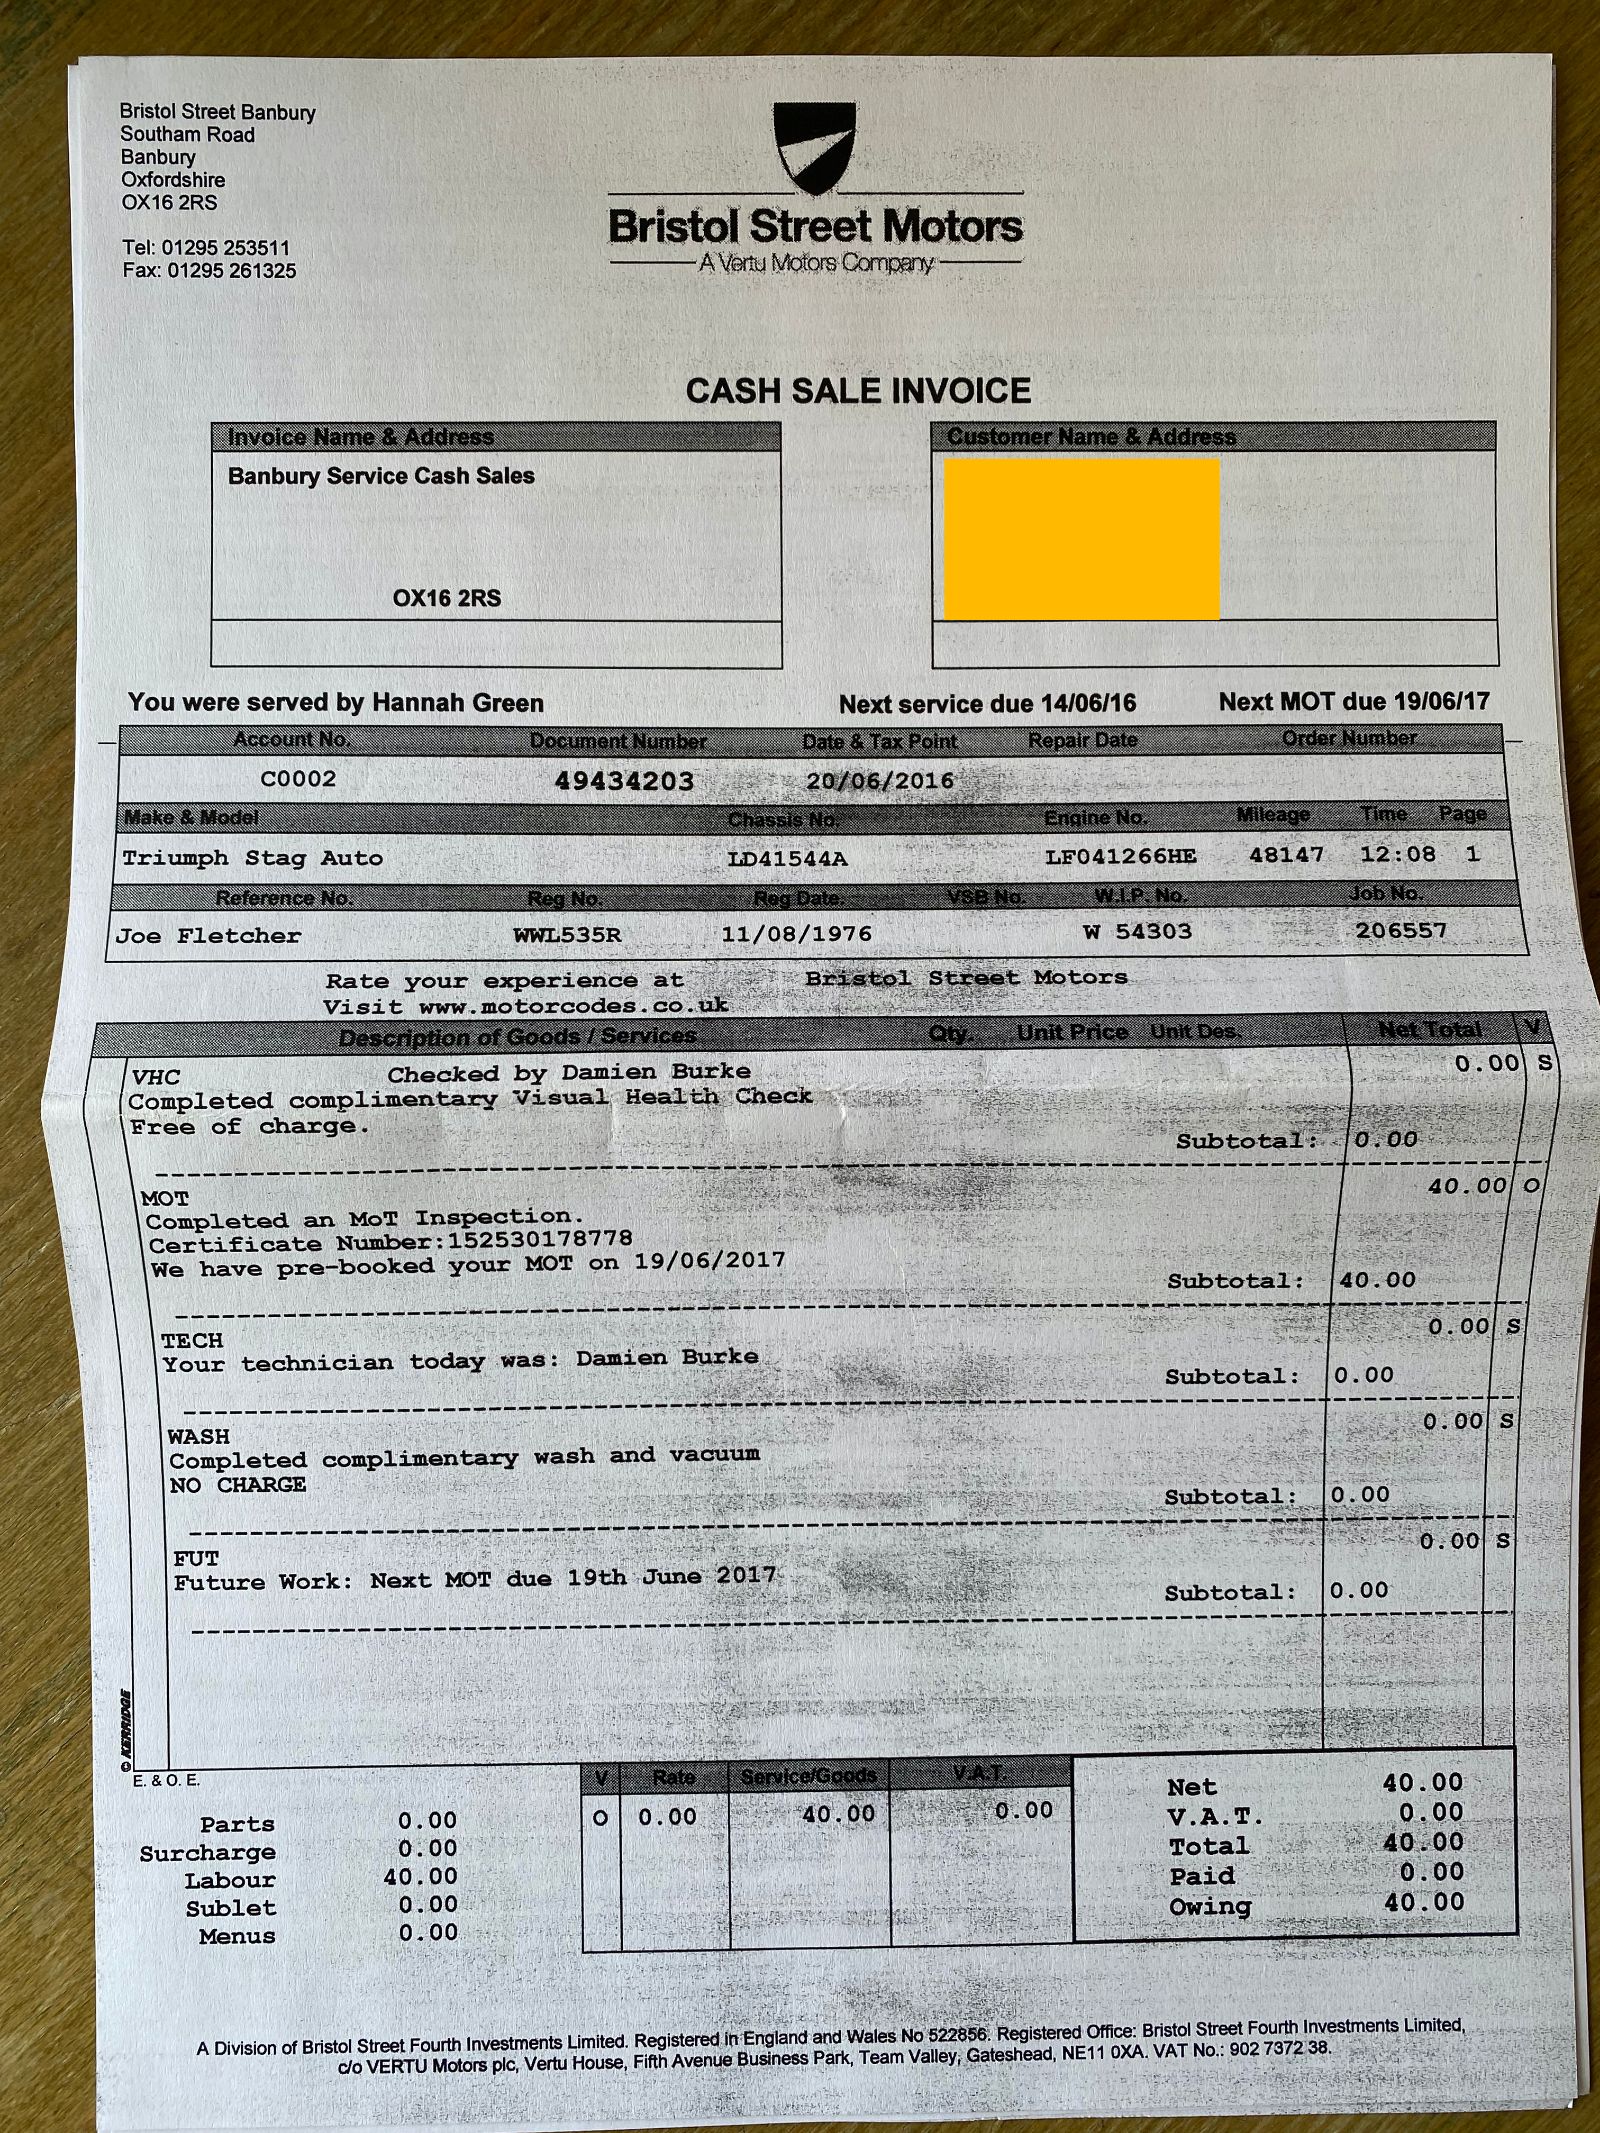 Bristol Street Banbury
Southam Road
Banbury
Oxfordshire
OX16 2RS
Tel: 01295 253511
Fax: 01295 261325
Bristol Street Motors
A Vertu Motors Company
CASH SALE INVOICE
Invoice Name & Address
Banbury Service Cash Sales
OX16 2RS
Customer Name & Address
You were served by Hannah Green Next service due 14/06/16 Next MOT due 19/06/17
Account No. Document Number Date & Tax Point Repair Date Order Number
C0002 49434203 20/06/2016
Make & Model Chassis No. Engine No. Mileage Time Page
Triumph Stag Auto LD41544A LF041266HE 48147 12:08 1
Reference No. Reg No. Reg Date. VSB No. W.I.P. No. Job No.
Joe Fletcher WWL535R 11/08/1976 W 54303 206557
Rate your experience at Bristol Street Motors
Visit www.motorcodes.co.uk
Description of Goods / Services Qty. Unit Price Unit Des. Net Total V
VHC Checked by Damien Burke 0.00 S
Completed complimentary Visual Health Check
Free of charge.
Subtotal: 0.00
MOT 40.00 O
Completed an MoT Inspection.
Certificate Number:152530178778
We have pre-booked your MOT on 19/06/2017
Subtotal: 40.00
TECH 0.00 S
Your technician today was: Damien Burke
Subtotal: 0.00
WASH 0.00 S
Completed complimentary wash and vacuum
NO CHARGE
Subtotal: 0.00
FUT 0.00 S
Future Work: Next MOT due 19th June 2017
Subtotal: 0.00
© KERRIDGE
E. & O. E.
Parts 0.00
Surcharge 0.00
Labour 40.00
Sublet 0.00
Menus 0.00
V Rate Service/Goods V.A.T.
O 0.00 40.00 0.00
Net 40.00
V.A.T. 0.00
Total 40.00
Paid 0.00
Owing 40.00
A Division of Bristol Street Fourth Investments Limited. Registered in England and Wales No 522856. Registered Office: Bristol Street Fourth Investments Limited,
c/o VERTU Motors plc, Vertu House, Fifth Avenue Business Park, Team Valley, Gateshead, NE11 0XA. VAT No.: 902 7372 38.